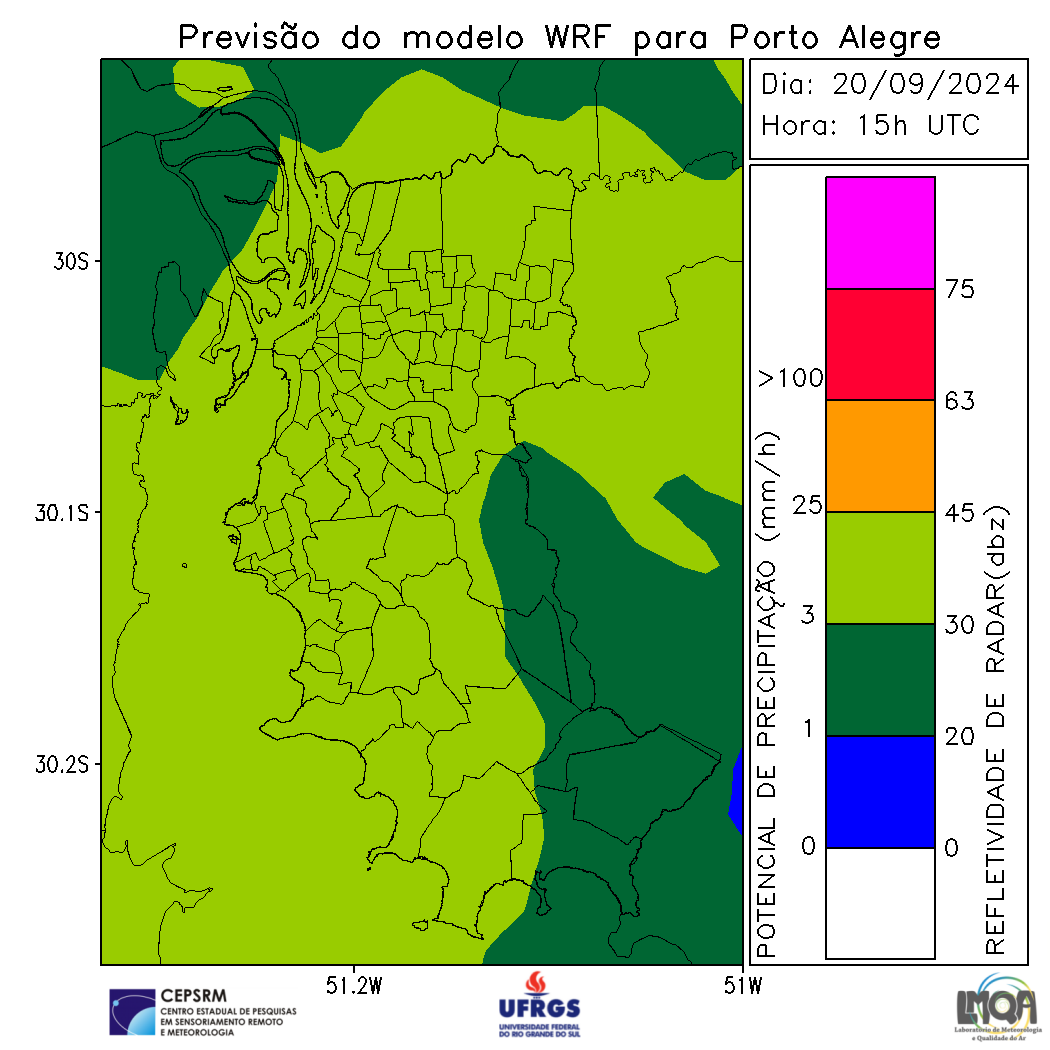 Previsão do modelo WRF para Porto Alegre
Dia: 20/09/2024
Hora: 15h UTC
30S
30.1S
30.2S
51.2W
51W
POTENCIAL DE PRECIPITAÇÃO (mm/h)
>100
25
3
1
0
75
63
45
30
20
0
REFLETIVIDADE DE RADAR(dbz)
CEPSRM
CENTRO ESTADUAL DE PESQUISAS
EM SENSORIAMENTO REMOTO
E METEOROLOGIA
UFRGS
UNIVERSIDADE FEDERAL
DO RIO GRANDE DO SUL
LMQA
Laboratório de Meteorologia
e Qualidade do Ar